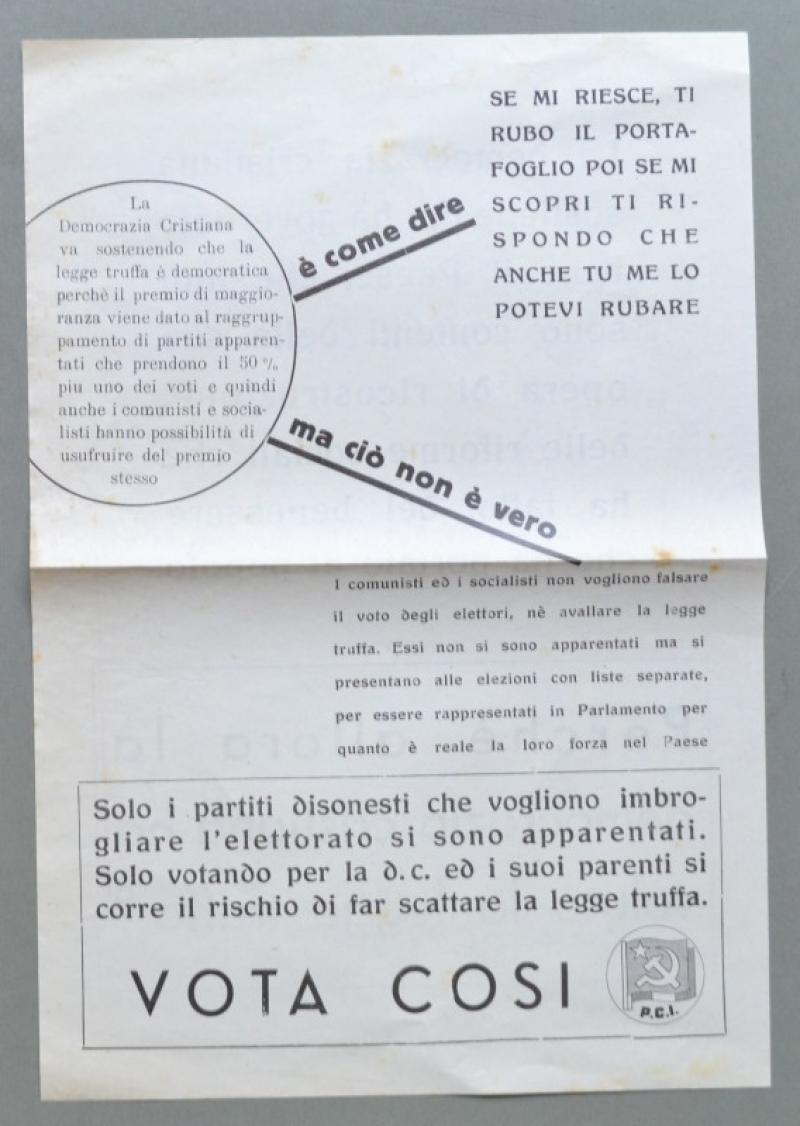 La
Democrazia Cristiana
va sostenendo che la
legge truffa è democratica
perchè il premio di maggio-
ranza viene dato al raggrup-
pamento di partiti apparen-
tati che prendono il 50 %
piu uno dei voti e quindi
anche i comunisti e socia-
listi hanno possibilità di
usufruire del premio
stesso
è come dire
SE MI RIESCE, TI
RUBO IL PORTA-
FOGLIO POI SE MI
SCOPRI TI RI-
SPONDO CHE
ANCHE TU ME LO
POTEVI RUBARE
ma ciò non è vero
I comunisti ed i socialisti non vogliono falsare
il voto degli elettori, nè avallare la legge
truffa. Essi non si sono apparentati ma si
presentano alle elezioni con liste separate,
per essere rappresentati in Parlamento per
quanto è reale la loro forza nel Paese
Solo i partiti disonesti che vogliono imbro-
gliare l'elettorato si sono apparentati.
Solo votando per la d.c. ed i suoi parenti si
corre il rischio di far scattare la legge truffa.
VOTA COSI
P.C.I.